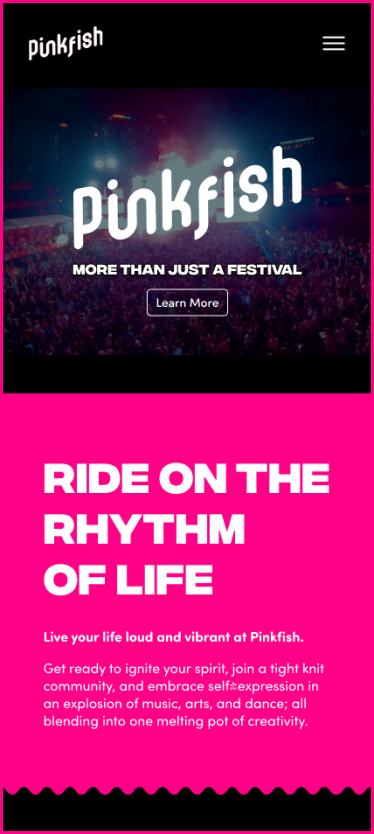 pinkfish
pinkfish
MORE THAN JUST A FESTIVAL
Learn More
RIDE ON THE
RHYTHM
OF LIFE
Live your life loud and vibrant at Pinkfish.
Get ready to ignite your spirit, join a tight knit
community, and embrace self-expression in
an explosion of music, arts, and dance; all
blending into one melting pot of creativity.